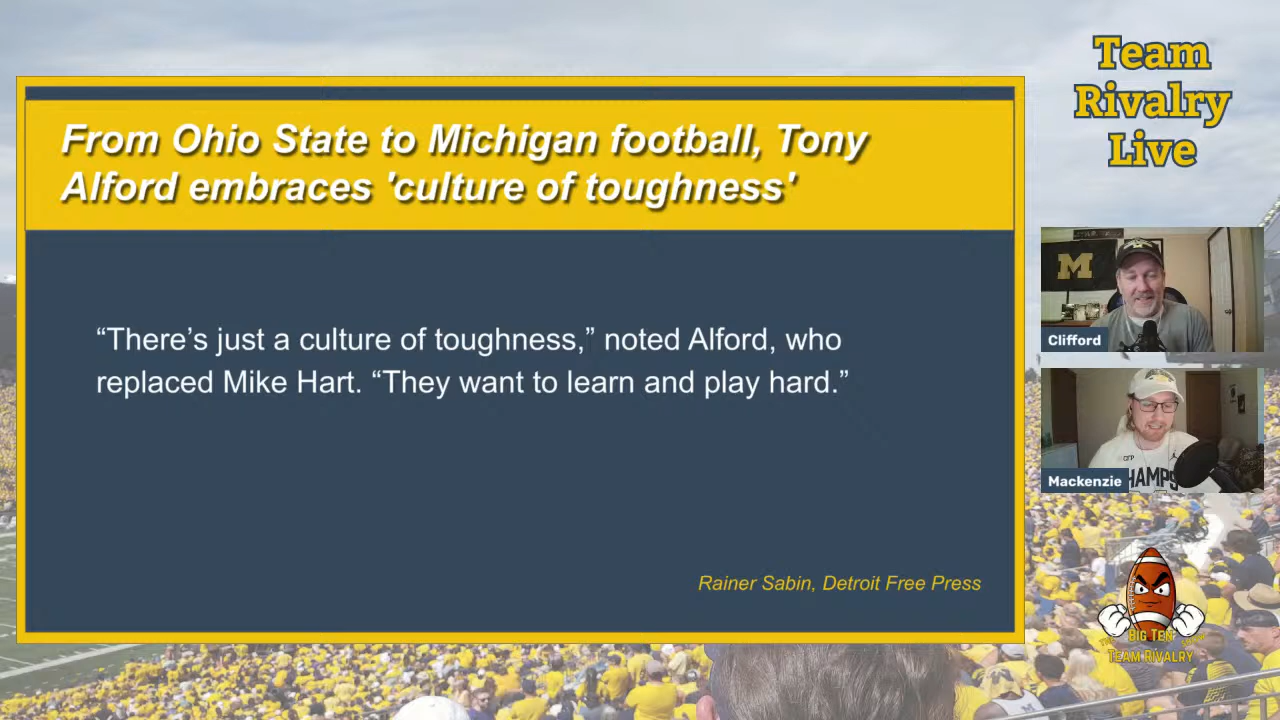 From Ohio State to Michigan football, Tony
Alford embraces 'culture of toughness'
“There’s just a culture of toughness,” noted Alford, who
replaced Mike Hart. “They want to learn and play hard.”
Rainer Sabin, Detroit Free Press
Team
Rivalry
Live
M
Clifford
CFP
HAMPS
Mackenzie
BIG TEN
TEAM RIVALRY